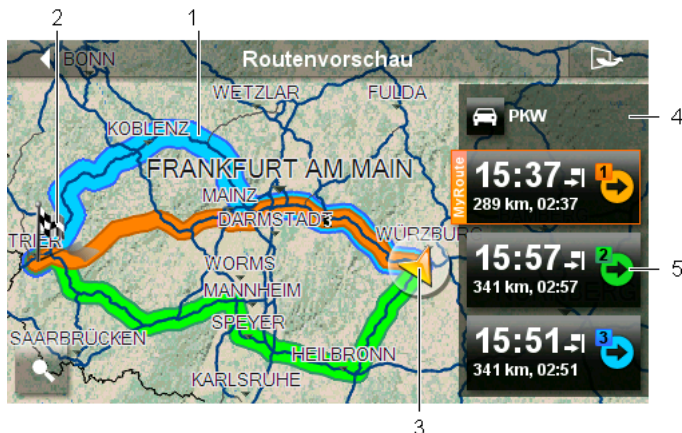 2 1
Routenvorschau
BONN
WETZLAR FULDA
KOBLENZ
FRANKFURT AM MAIN
MAINZ
DARMSTADT
WÜRZBURG
TRIER
WORMS
MANNHEIM
SPEYER
SAARBRÜCKEN
HEILBRONN
KARLSRUHE
PKW
4
MyRoute
15:37
1
289 km, 02:37
15:57
2
5
341 km, 02:57
15:51
3
341 km, 02:51
3